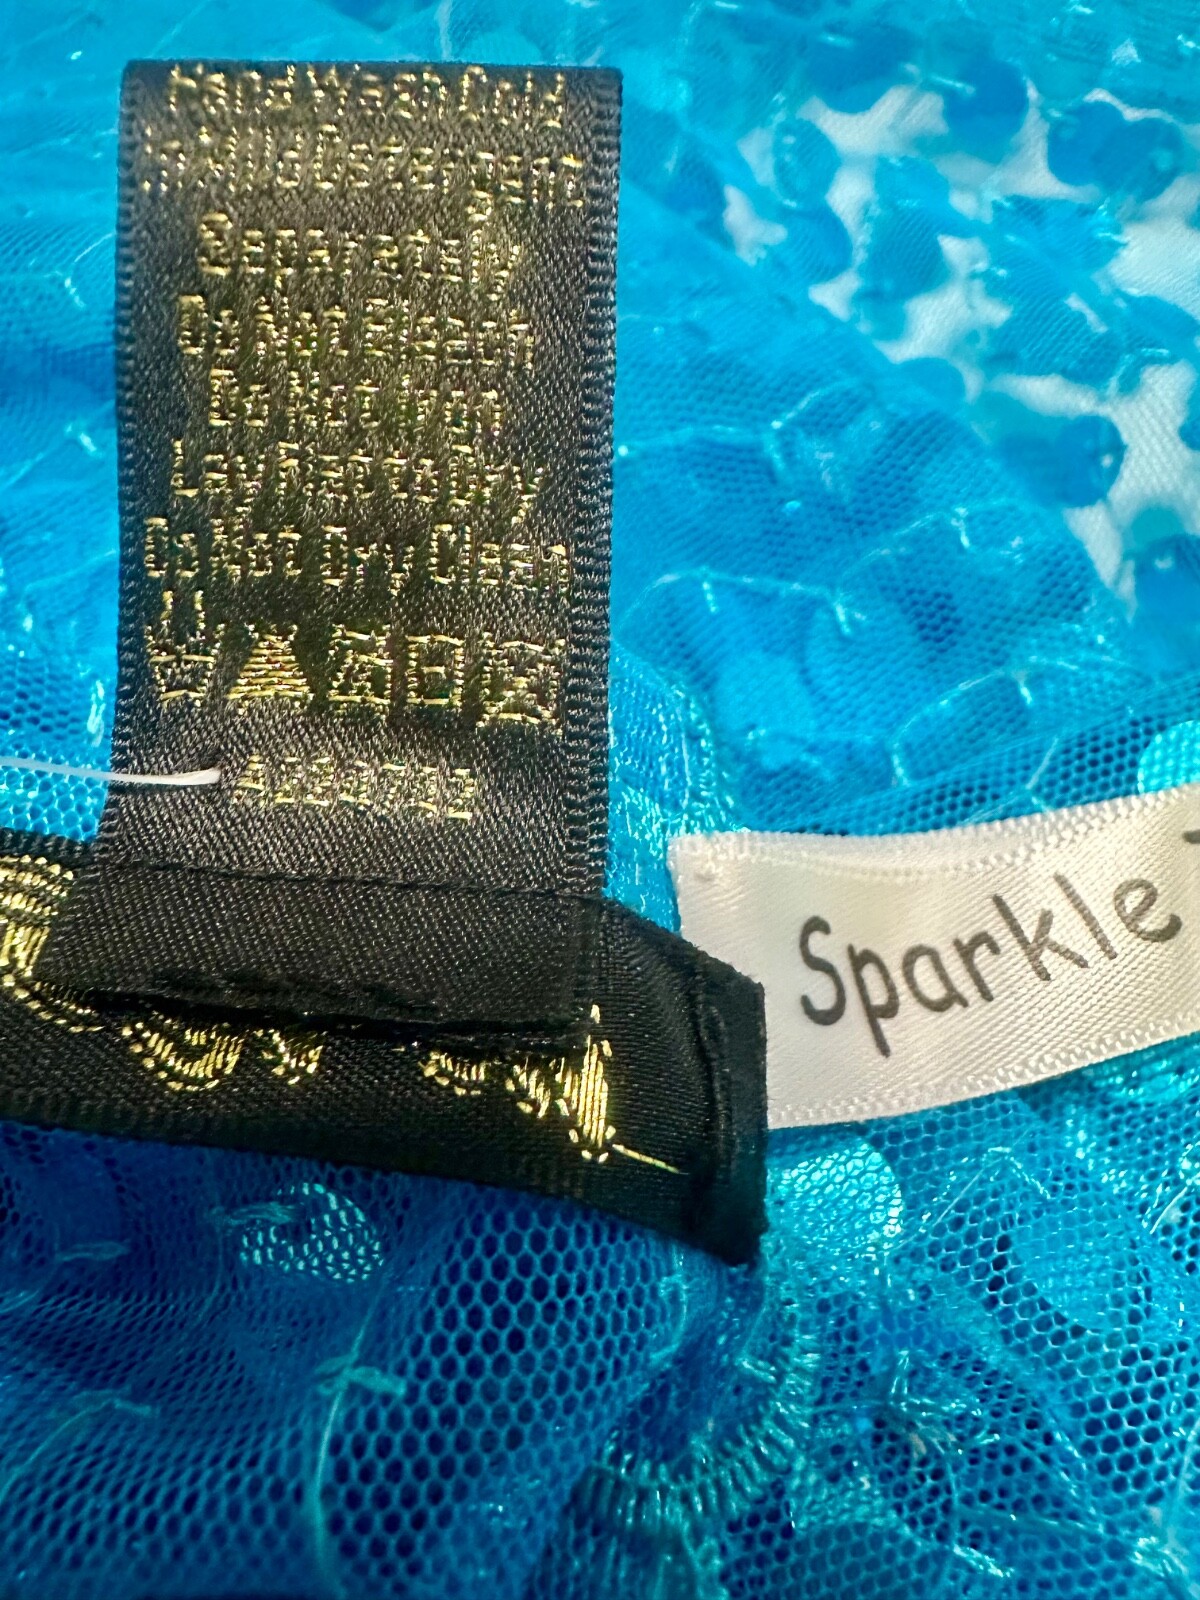 Hand Wash Cold
in Mild Detergent
Separately
Do Not Bleach
Do Not Iron
Lay Flat to Dry
Do Not Dry Clean
Sparkle